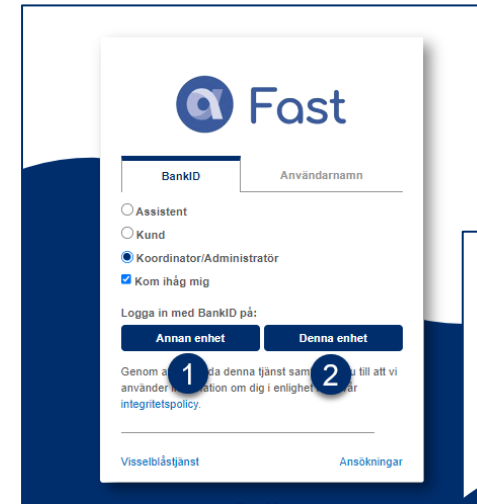 Fast
BankID Användarnamn
Assistent
Kund
Koordinator/Administratör
Kom ihåg mig
Logga in med BankID på:
Annan enhet Denna enhet
Genom a da denna tjänst sam u till att vi
använder i ation om dig i enlighet år
integritetspolicy.
1 2
Visselblåstjänst Ansökningar